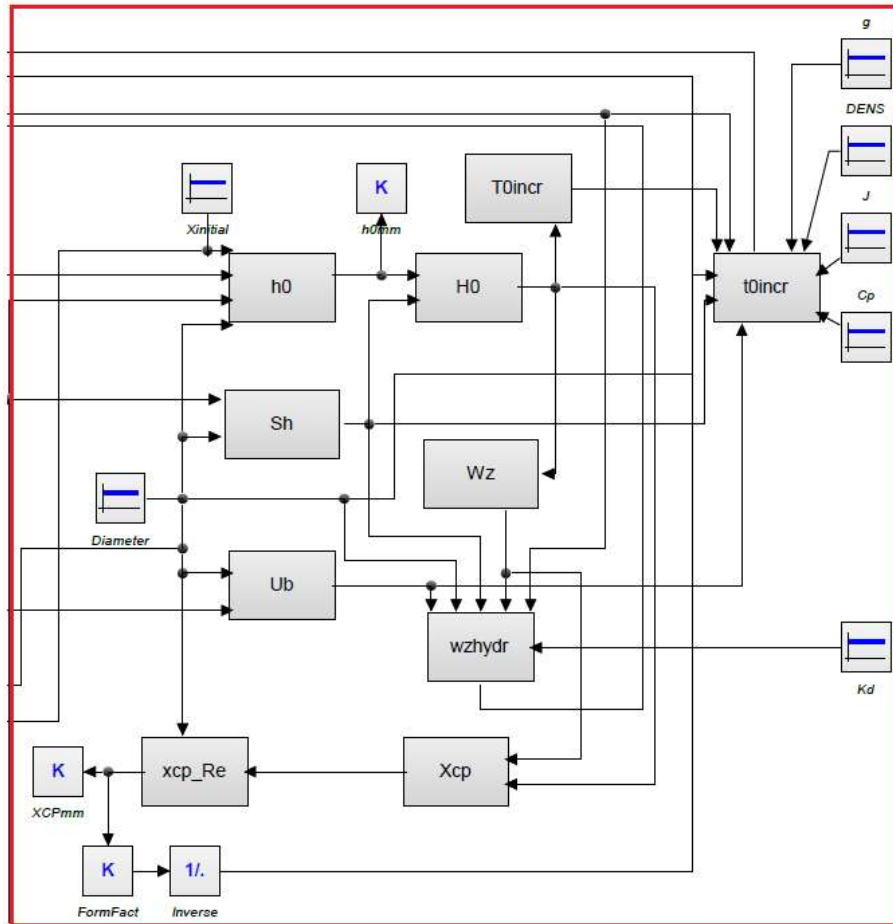 g
DENS
J
K
T0incr
Xinitial
h0mm
h0
H0
t0incr
Cp
Sh
Wz
Diameter
Ub
wzhydr
Kd
K
xcp_Re
Xcp
XCPmm
K
1/.
FormFact
Inverse